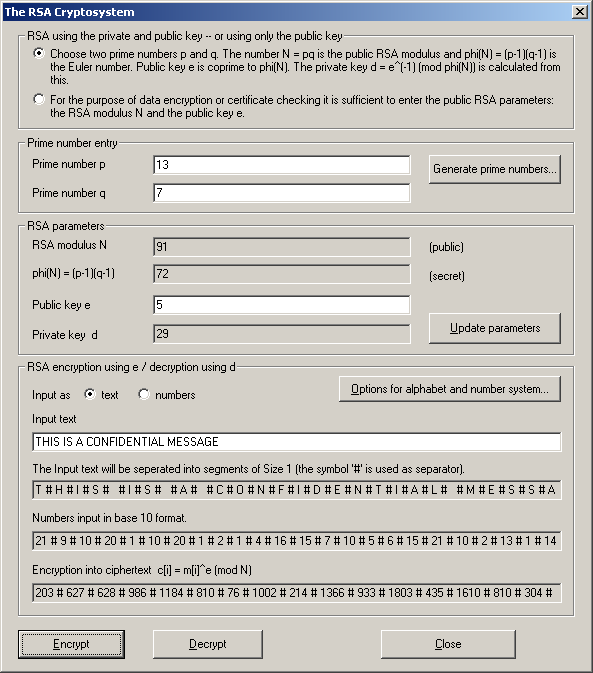 The RSA Cryptosystem
RSA using the private and public key -- or using only the public key
Choose two prime numbers p and q. The number N = pq is the public RSA modulus and phi(N) = (p-1)(q-1) is
the Euler number. Public key e is coprime to phi(N). The private key d = e^(-1) (mod phi(N)) is calculated from
this.
For the purpose of data encryption or certificate checking it is sufficient to enter the public RSA parameters:
the RSA modulus N and the public key e.
Prime number entry
Prime number p
13
Generate prime numbers...
Prime number q
7
RSA parameters
RSA modulus N
91
(public)
phi(N) = (p-1)(q-1)
72
(secret)
Public key e
5
Private key d
29
Update parameters
RSA encryption using e / decryption using d
Input as
text
numbers
Options for alphabet and number system...
Input text
THIS IS A CONFIDENTIAL MESSAGE
The Input text will be seperated into segments of Size 1 (the symbol '#' is used as separator).
T # H # I # S #   # I # S #   # A #   # C # O # N # F # I # D # E # N # T # I # A # L #   # M # E # S # S # A
Numbers input in base 10 format.
21 # 9 # 10 # 20 # 1 # 10 # 20 # 1 # 2 # 1 # 4 # 16 # 15 # 7 # 10 # 5 # 6 # 15 # 21 # 10 # 2 # 13 # 1 # 14
Encryption into ciphertext c[i] = m[i]^e (mod N)
203 # 627 # 628 # 986 # 1184 # 810 # 76 # 1002 # 214 # 1366 # 933 # 1803 # 435 # 1610 # 810 # 304 #
Encrypt
Decrypt
Close